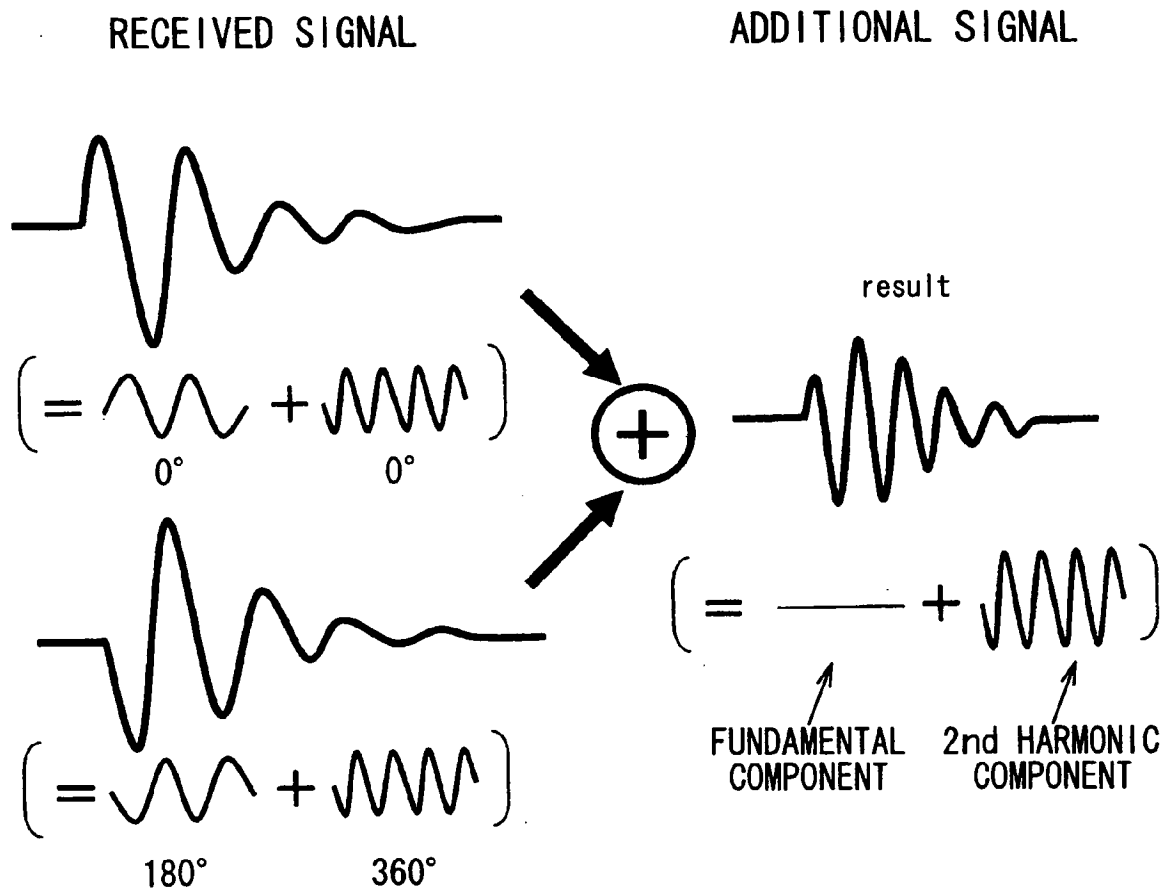 RECEIVED SIGNAL
ADDITIONAL SIGNAL
result
( = + )
0° 0°
+
( = + )
FUNDAMENTAL COMPONENT
2nd HARMONIC COMPONENT
( = + )
180° 360°